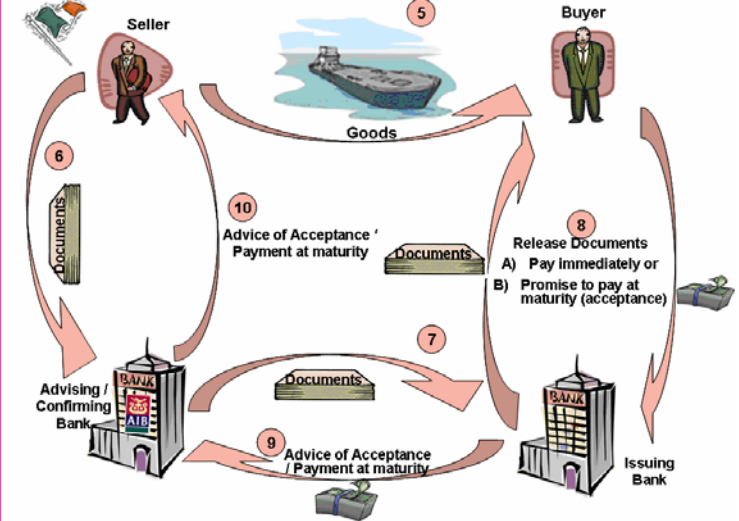 5
Seller
Buyer
Goods
6
Documents
10
Advice of Acceptance '
Payment at maturity
Documents
8
Release Documents
A) Pay immediately or
B) Promise to pay at
maturity (acceptance)
7
BANK
AIB
Documents
BANK
Advising /
Confirming
Bank
9
Advice of Acceptance
/ Payment at maturity
Issuing
Bank